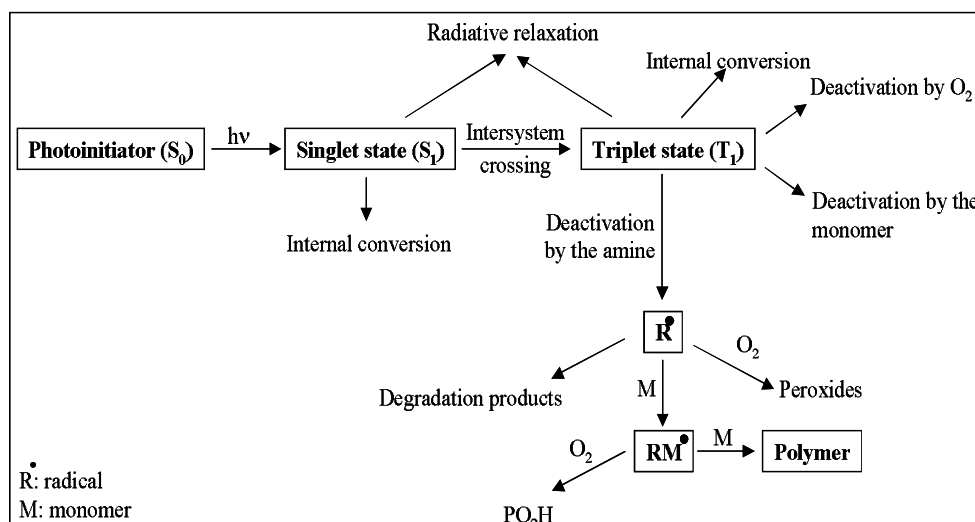 Radiative relaxation
Internal conversion
Deactivation by O₂
Photoinitiator (S₀)
hν
Singlet state (S₁)
Intersystem
crossing
Triplet state (T₁)
Internal conversion
Deactivation
by the amine
Deactivation by the
monomer
R•
O₂
Degradation products
M
Peroxides
O₂
RM•
M
Polymer
R•: radical
M: monomer
PO₂H